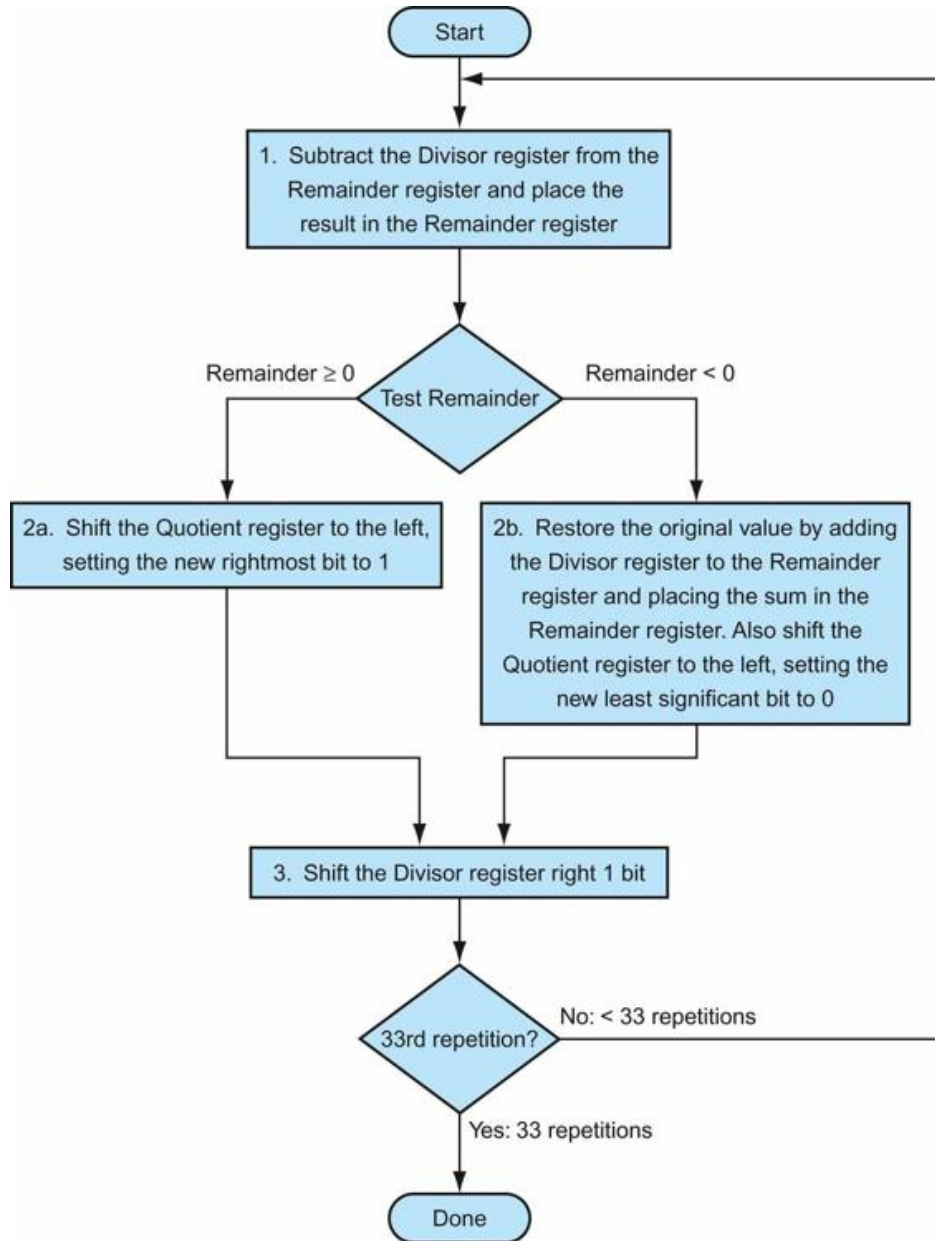 Start
1. Subtract the Divisor register from the
Remainder register and place the
result in the Remainder register
Test Remainder
Remainder ≥ 0
Remainder < 0
2a. Shift the Quotient register to the left,
setting the new rightmost bit to 1
2b. Restore the original value by adding
the Divisor register to the Remainder
register and placing the sum in the
Remainder register. Also shift the
Quotient register to the left, setting the
new least significant bit to 0
3. Shift the Divisor register right 1 bit
33rd repetition?
No: < 33 repetitions
Yes: 33 repetitions
Done